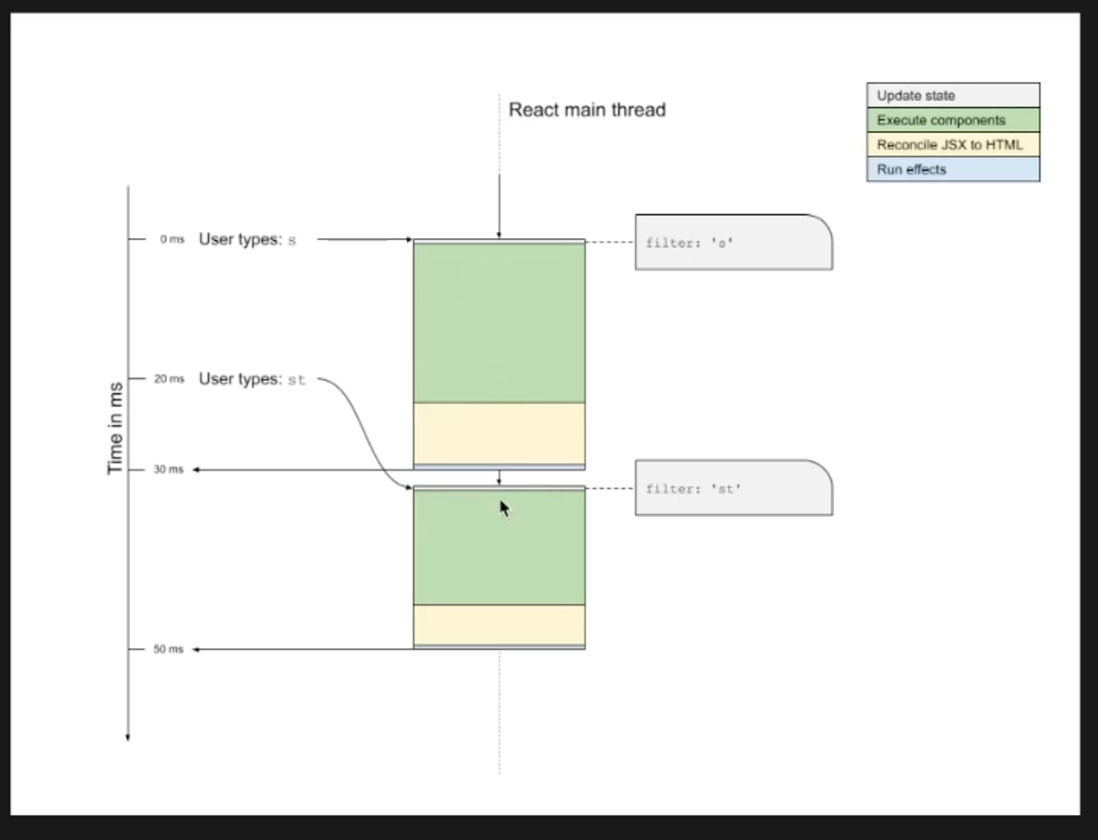 React main thread
Update state
Execute components
Reconcile JSX to HTML
Run effects
0 ms User types: s
filter: 's'
20 ms User types: st
Time in ms
30 ms
filter: 'st'
50 ms